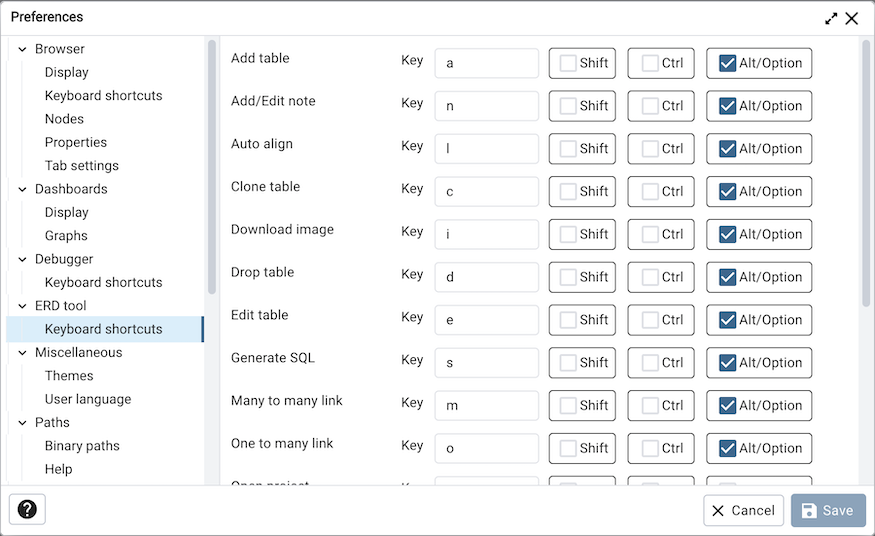 Preferences
Browser
Display
Keyboard shortcuts
Nodes
Properties
Tab settings
Dashboards
Display
Graphs
Debugger
Keyboard shortcuts
ERD tool
Keyboard shortcuts
Miscellaneous
Themes
User language
Paths
Binary paths
Help
Add table Key a Shift Ctrl Alt/Option
Add/Edit note Key n Shift Ctrl Alt/Option
Auto align Key l Shift Ctrl Alt/Option
Clone table Key c Shift Ctrl Alt/Option
Download image Key i Shift Ctrl Alt/Option
Drop table Key d Shift Ctrl Alt/Option
Edit table Key e Shift Ctrl Alt/Option
Generate SQL Key s Shift Ctrl Alt/Option
Many to many link Key m Shift Ctrl Alt/Option
One to many link Key o Shift Ctrl Alt/Option
Open project
? Cancel Save